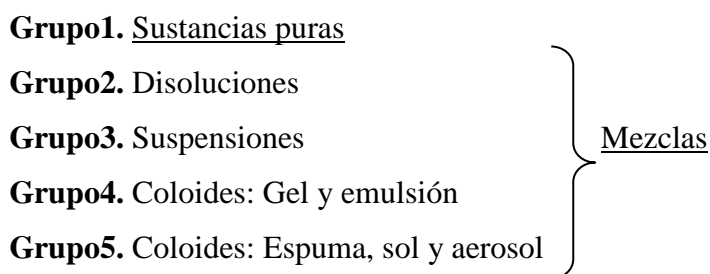 Grupo1. Sustancias puras
Grupo2. Disoluciones
Grupo3. Suspensiones
Mezclas
Grupo4. Coloides: Gel y emulsión
Grupo5. Coloides: Espuma, sol y aerosol